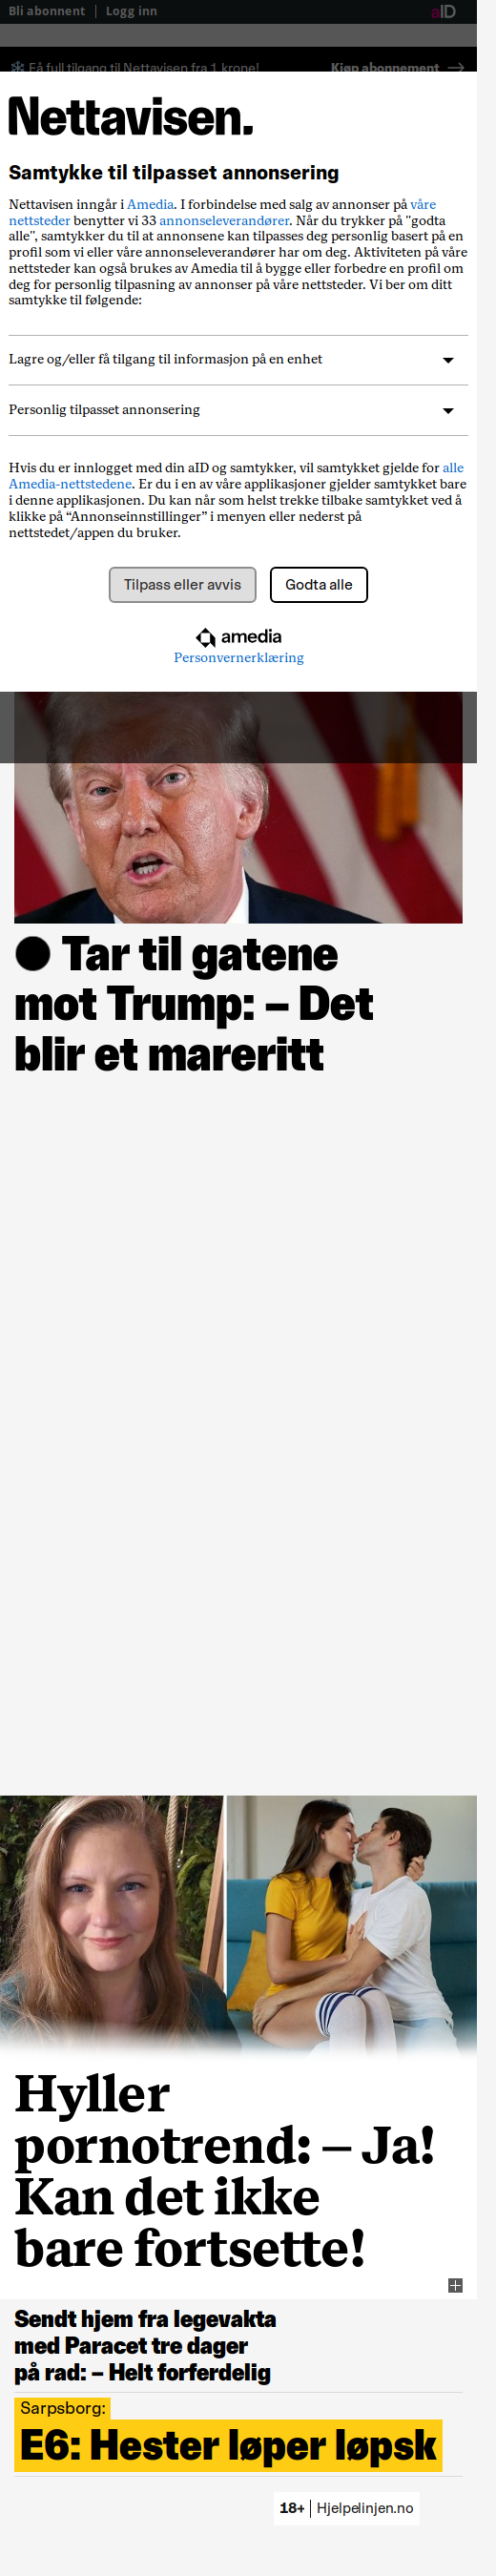 Bli abonnent | Logg inn aID
Få full tilgang til Nettavisen fra 1 krone! Kjøp abonnement →
Nettavisen.
Samtykke til tilpasset annonsering
Nettavisen inngår i Amedia. I forbindelse med salg av annonser på våre
nettsteder benytter vi 33 annonseleverandører. Når du trykker på "godta
alle", samtykker du til at annonsene kan tilpasses deg personlig basert på en
profil som vi eller våre annonseleverandører har om deg. Aktiviteten på våre
nettsteder kan også brukes av Amedia til å bygge eller forbedre en profil om
deg for personlig tilpasning av annonser på våre nettsteder. Vi ber om ditt
samtykke til følgende:
Lagre og/eller få tilgang til informasjon på en enhet
Personlig tilpasset annonsering
Hvis du er innlogget med din aID og samtykker, vil samtykket gjelde for alle
Amedia-nettstedene. Er du i en av våre applikasjoner gjelder samtykket bare
i denne applikasjonen. Du kan når som helst trekke tilbake samtykket ved å
klikke på “Annonseinnstillinger” i menyen eller nederst på
nettstedet/appen du bruker.
Tilpass eller avvis Godta alle
amedia
Personvernerklæring
Tar til gatene
mot Trump: – Det
blir et mareritt
Hyller
pornotrend: – Ja!
Kan det ikke
bare fortsette!
Sendt hjem fra legevakta
med Paracet tre dager
på rad: – Helt forferdelig
Sarpsborg:
E6: Hester løper løpsk
18+ | Hjelpelinjen.no